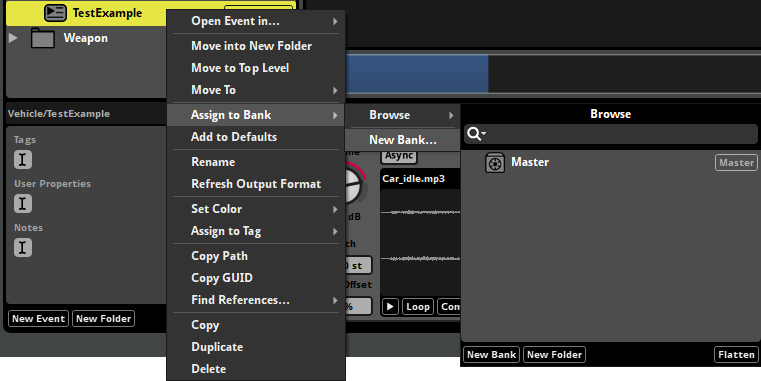 TestExample
Weapon
Vehicle/TestExample
Tags
User Properties
Notes
New Event
New Folder
Open Event in...
Move into New Folder
Move to Top Level
Move To
Assign to Bank
Add to Defaults
Rename
Refresh Output Format
Set Color
Assign to Tag
Copy Path
Copy GUID
Find References...
Copy
Duplicate
Delete
Browse
New Bank...
Async
Car_idle.mp3
dB
st
Offset
%
Loop
Browse
Master
Master
New Bank
New Folder
Flatten